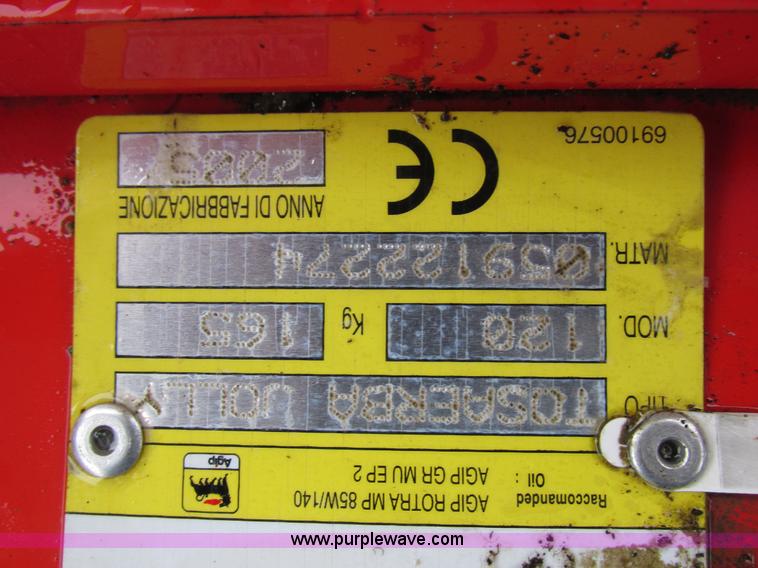 Raccomanded Oil : AGIP ROTRA MP 85W/140
AGIP GR MU EP 2
Agip
TIPO TOSAERBA JOLLY
MOD. 120 Kg 165
MATR. 059122274
ANNO DI FABBRICAZIONE
2005
CE
69100576
www.purplewave.com